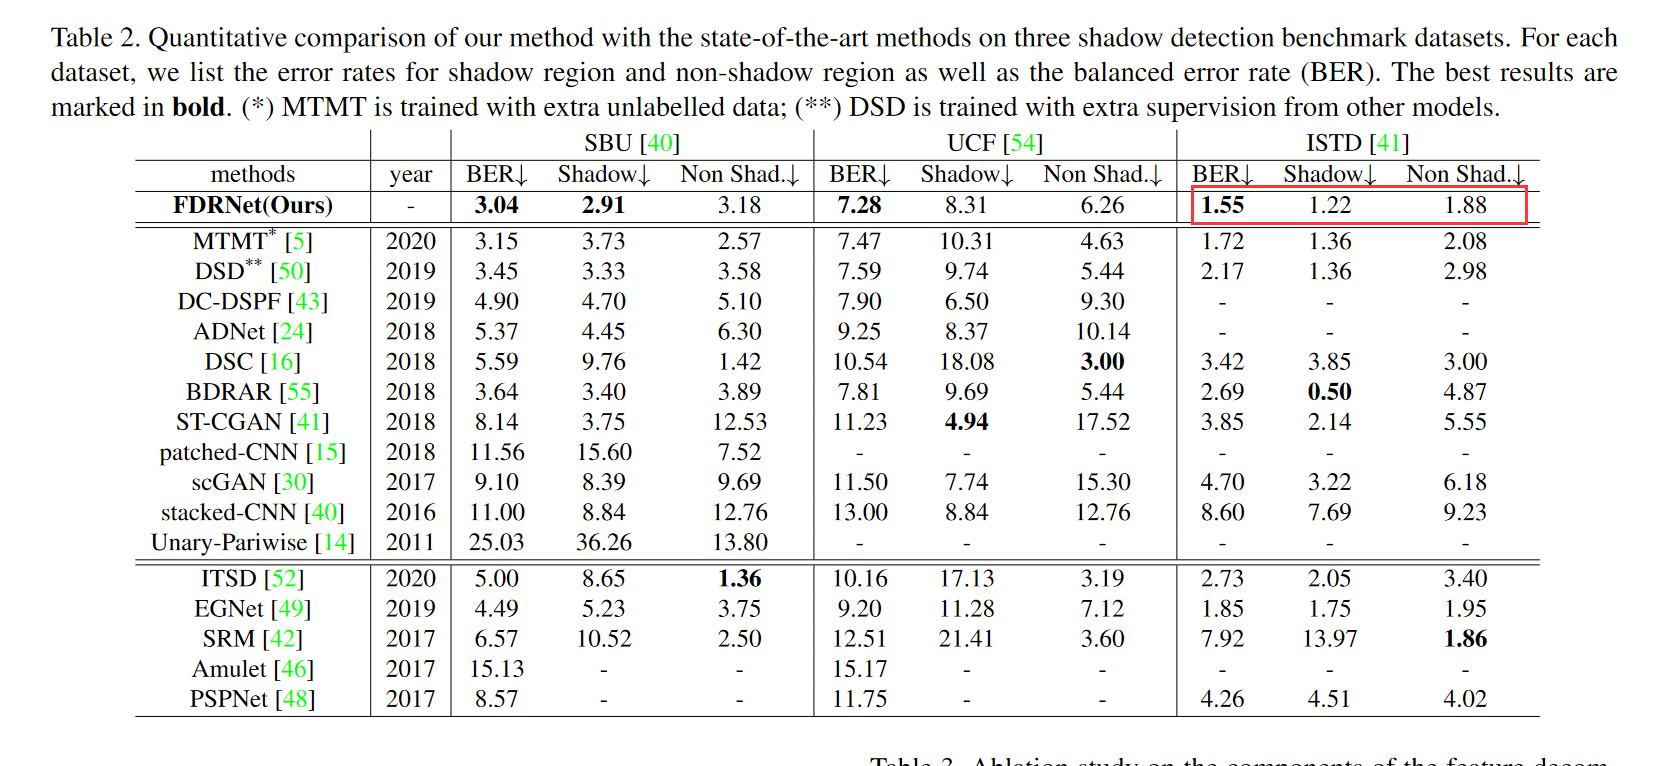 Table 2. Quantitative comparison of our method with the state-of-the-art methods on three shadow detection benchmark datasets. For each
dataset, we list the error rates for shadow region and non-shadow region as well as the balanced error rate (BER). The best results are
marked in bold. (*) MTMT is trained with extra unlabelled data; (**) DSD is trained with extra supervision from other models.
SBU [40] UCF [54] ISTD [41]
methods year BER↓ Shadow↓ Non Shad.↓ BER↓ Shadow↓ Non Shad.↓ BER↓ Shadow↓ Non Shad.↓
FDRNet(Ours) - 3.04 2.91 3.18 7.28 8.31 6.26 1.55 1.22 1.88
MTMT* [5] 2020 3.15 3.73 2.57 7.47 10.31 4.63 1.72 1.36 2.08
DSD** [50] 2019 3.45 3.33 3.58 7.59 9.74 5.44 2.17 1.36 2.98
DC-DSPF [43] 2019 4.90 4.70 5.10 7.90 6.50 9.30 - - -
ADNet [24] 2018 5.37 4.45 6.30 9.25 8.37 10.14 - - -
DSC [16] 2018 5.59 9.76 1.42 10.54 18.08 3.00 3.42 3.85 3.00
BDRAR [55] 2018 3.64 3.40 3.89 7.81 9.69 5.44 2.69 0.50 4.87
ST-CGAN [41] 2018 8.14 3.75 12.53 11.23 4.94 17.52 3.85 2.14 5.55
patched-CNN [15] 2018 11.56 15.60 7.52 - - - - - -
scGAN [30] 2017 9.10 8.39 9.69 11.50 7.74 15.30 4.70 3.22 6.18
stacked-CNN [40] 2016 11.00 8.84 12.76 13.00 8.84 12.76 8.60 7.69 9.23
Unary-Pariwise [14] 2011 25.03 36.26 13.80 - - - - - -
ITSD [52] 2020 5.00 8.65 1.36 10.16 17.13 3.19 2.73 2.05 3.40
EGNet [49] 2019 4.49 5.23 3.75 9.20 11.28 7.12 1.85 1.75 1.95
SRM [42] 2017 6.57 10.52 2.50 12.51 21.41 3.60 7.92 13.97 1.86
Amulet [46] 2017 15.13 - - 15.17 - - - - -
PSPNet [48] 2017 8.57 - - 11.75 - - 4.26 4.51 4.02
Table 3. Ablation study on the components of the feature decom-